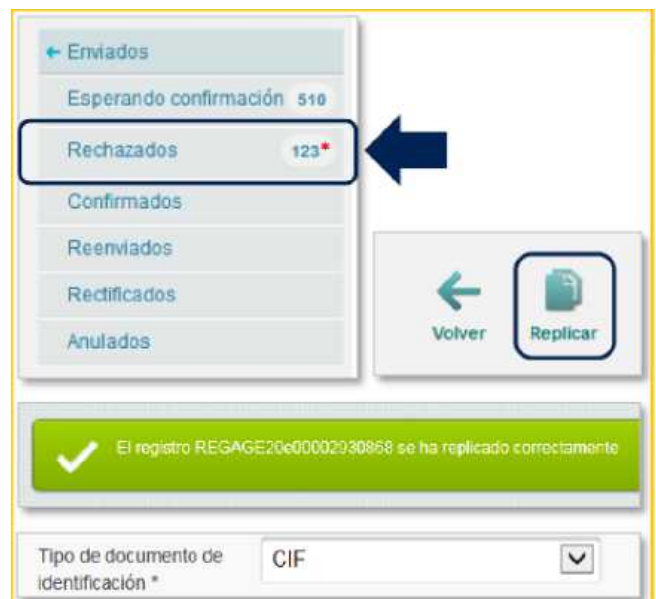 ← Enviados
Esperando confirmación 510
Rechazados 123*
Confirmados
Reenviados
Rectificados
Anulados
Volver
Replicar
El registro REGAGE20e00002930868 se ha replicado correctamente
Tipo de documento de
identificación *
CIF